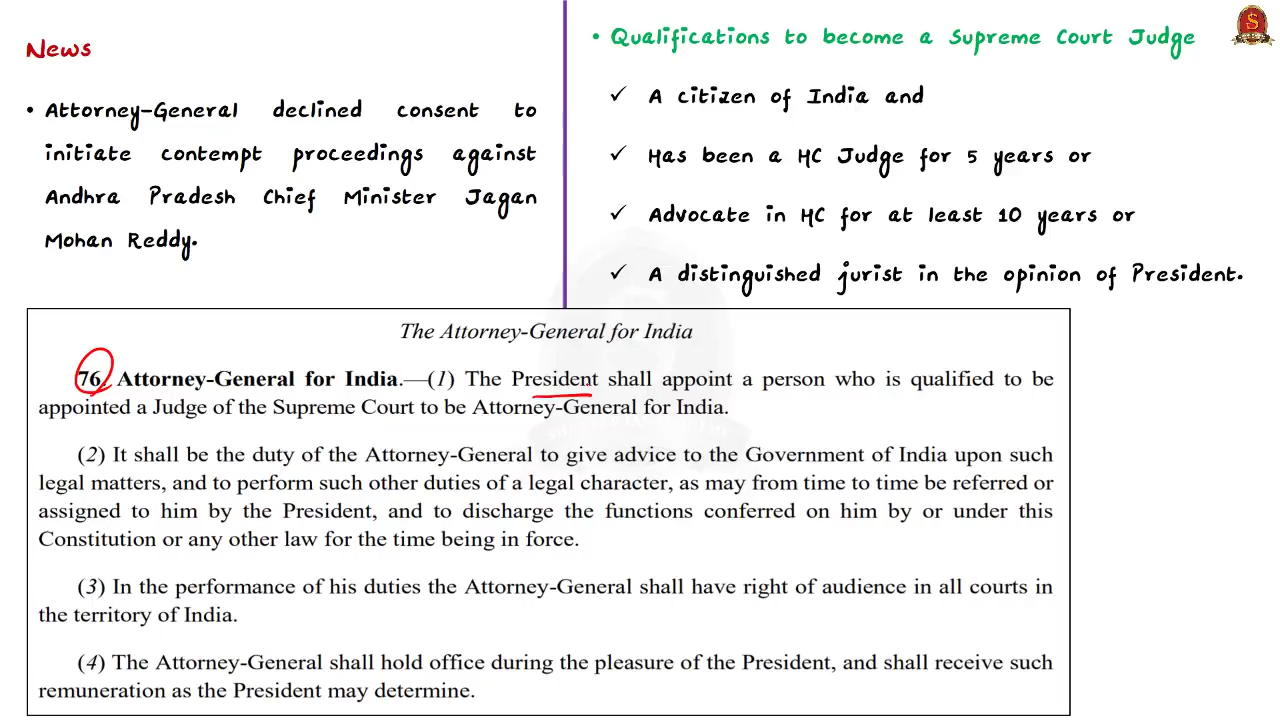 News
• Attorney-General declined consent to
initiate contempt proceedings against
Andhra Pradesh Chief Minister Jagan
Mohan Reddy.
• Qualifications to become a Supreme Court Judge
✓ A citizen of India and
✓ Has been a HC Judge for 5 years or
✓ Advocate in HC for at least 10 years or
✓ A distinguished jurist in the opinion of President.
The Attorney-General for India
76. Attorney-General for India.—(1) The President shall appoint a person who is qualified to be
appointed a Judge of the Supreme Court to be Attorney-General for India.
(2) It shall be the duty of the Attorney-General to give advice to the Government of India upon such
legal matters, and to perform such other duties of a legal character, as may from time to time be referred or
assigned to him by the President, and to discharge the functions conferred on him by or under this
Constitution or any other law for the time being in force.
(3) In the performance of his duties the Attorney-General shall have right of audience in all courts in
the territory of India.
(4) The Attorney-General shall hold office during the pleasure of the President, and shall receive such
remuneration as the President may determine.